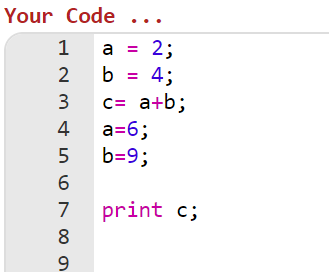 Your Code ...
1 a = 2;
2 b = 4;
3 c= a+b;
4 a=6;
5 b=9;
6
7 print c;
8
9